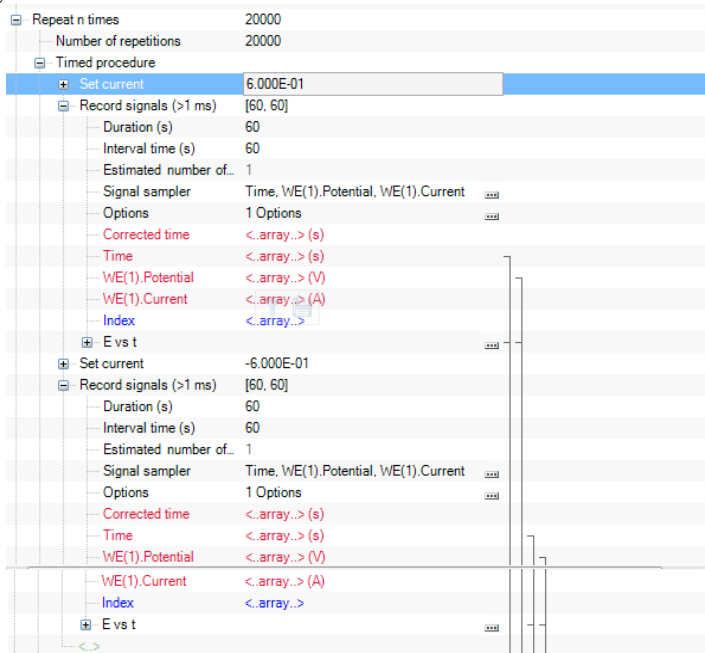 Repeat n times 20000
Number of repetitions 20000
Timed procedure
Set current 6.000E-01
Record signals (>1 ms) [60, 60]
Duration (s) 60
Interval time (s) 60
Estimated number of... 1
Signal sampler Time, WE(1).Potential, WE(1).Current ...
Options 1 Options ...
Corrected time <..array..> (s)
Time <..array..> (s)
WE(1).Potential <..array..> (V)
WE(1).Current <..array..> (A)
Index <..array..>
E vs t ...
Set current -6.000E-01
Record signals (>1 ms) [60, 60]
Duration (s) 60
Interval time (s) 60
Estimated number of... 1
Signal sampler Time, WE(1).Potential, WE(1).Current ...
Options 1 Options ...
Corrected time <..array..> (s)
Time <..array..> (s)
WE(1).Potential <..array..> (V)
WE(1).Current <..array..> (A)
Index <..array..>
E vs t ...
<.>